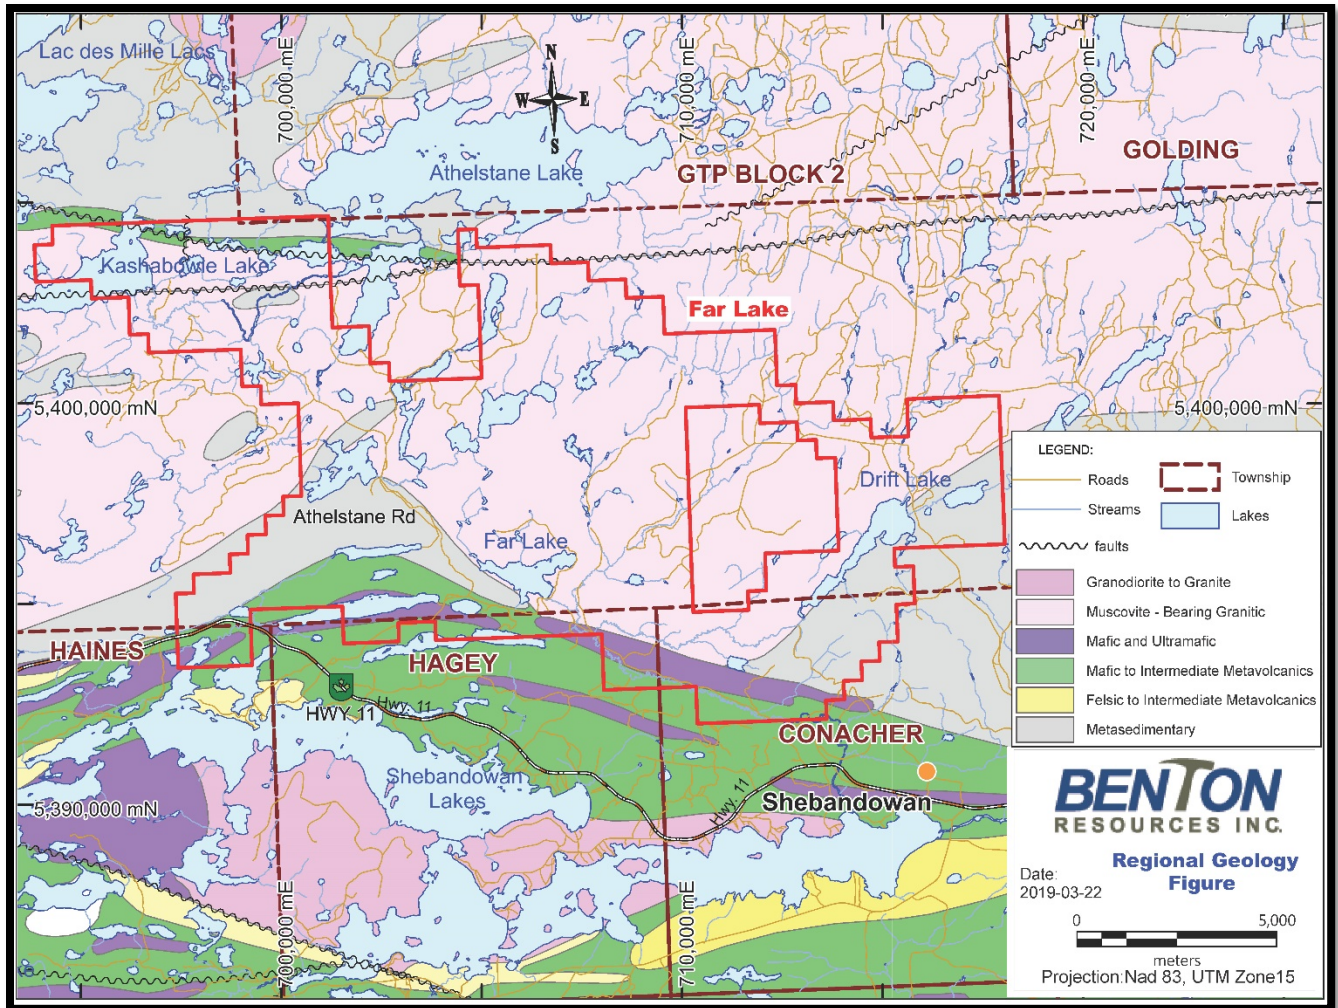 Lac des Mille Lacs
700,000 mE
N
W
E
S
710,000 mE
720,000 mE
GOLDING
Athelstane Lake
GTP BLOCK 2
Kashabowie Lake
Far Lake
5,400,000 mN
5,400,000 mN
Drift Lake
Athelstane Rd
Far Lake
HAINES
HAGEY
HWY 11
Hwy. 11
CONACHER
Shebandowan
Lakes
Hwy. 11
Shebandowan
5,390,000 mN
700,000 mE
710,000 mE
LEGEND:
Roads
Township
Streams
Lakes
faults
Granodiorite to Granite
Muscovite - Bearing Granitic
Mafic and Ultramafic
Mafic to Intermediate Metavolcanics
Felsic to Intermediate Metavolcanics
Metasedimentary
BENTON
RESOURCES INC.
Regional Geology
Figure
Date:
2019-03-22
0
5,000
meters
Projection:Nad 83, UTM Zone15